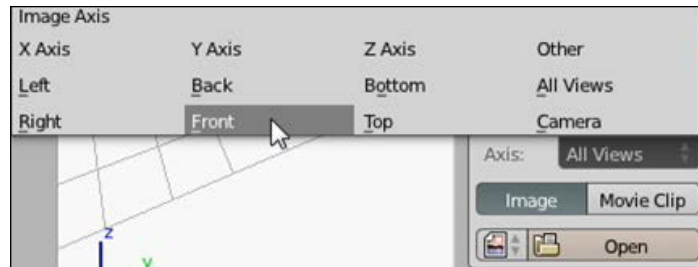 Image Axis
X Axis Y Axis Z Axis Other
Left Back Bottom All Views
Right Front Top Camera
Axis: All Views
Image Movie Clip
Open
z
y